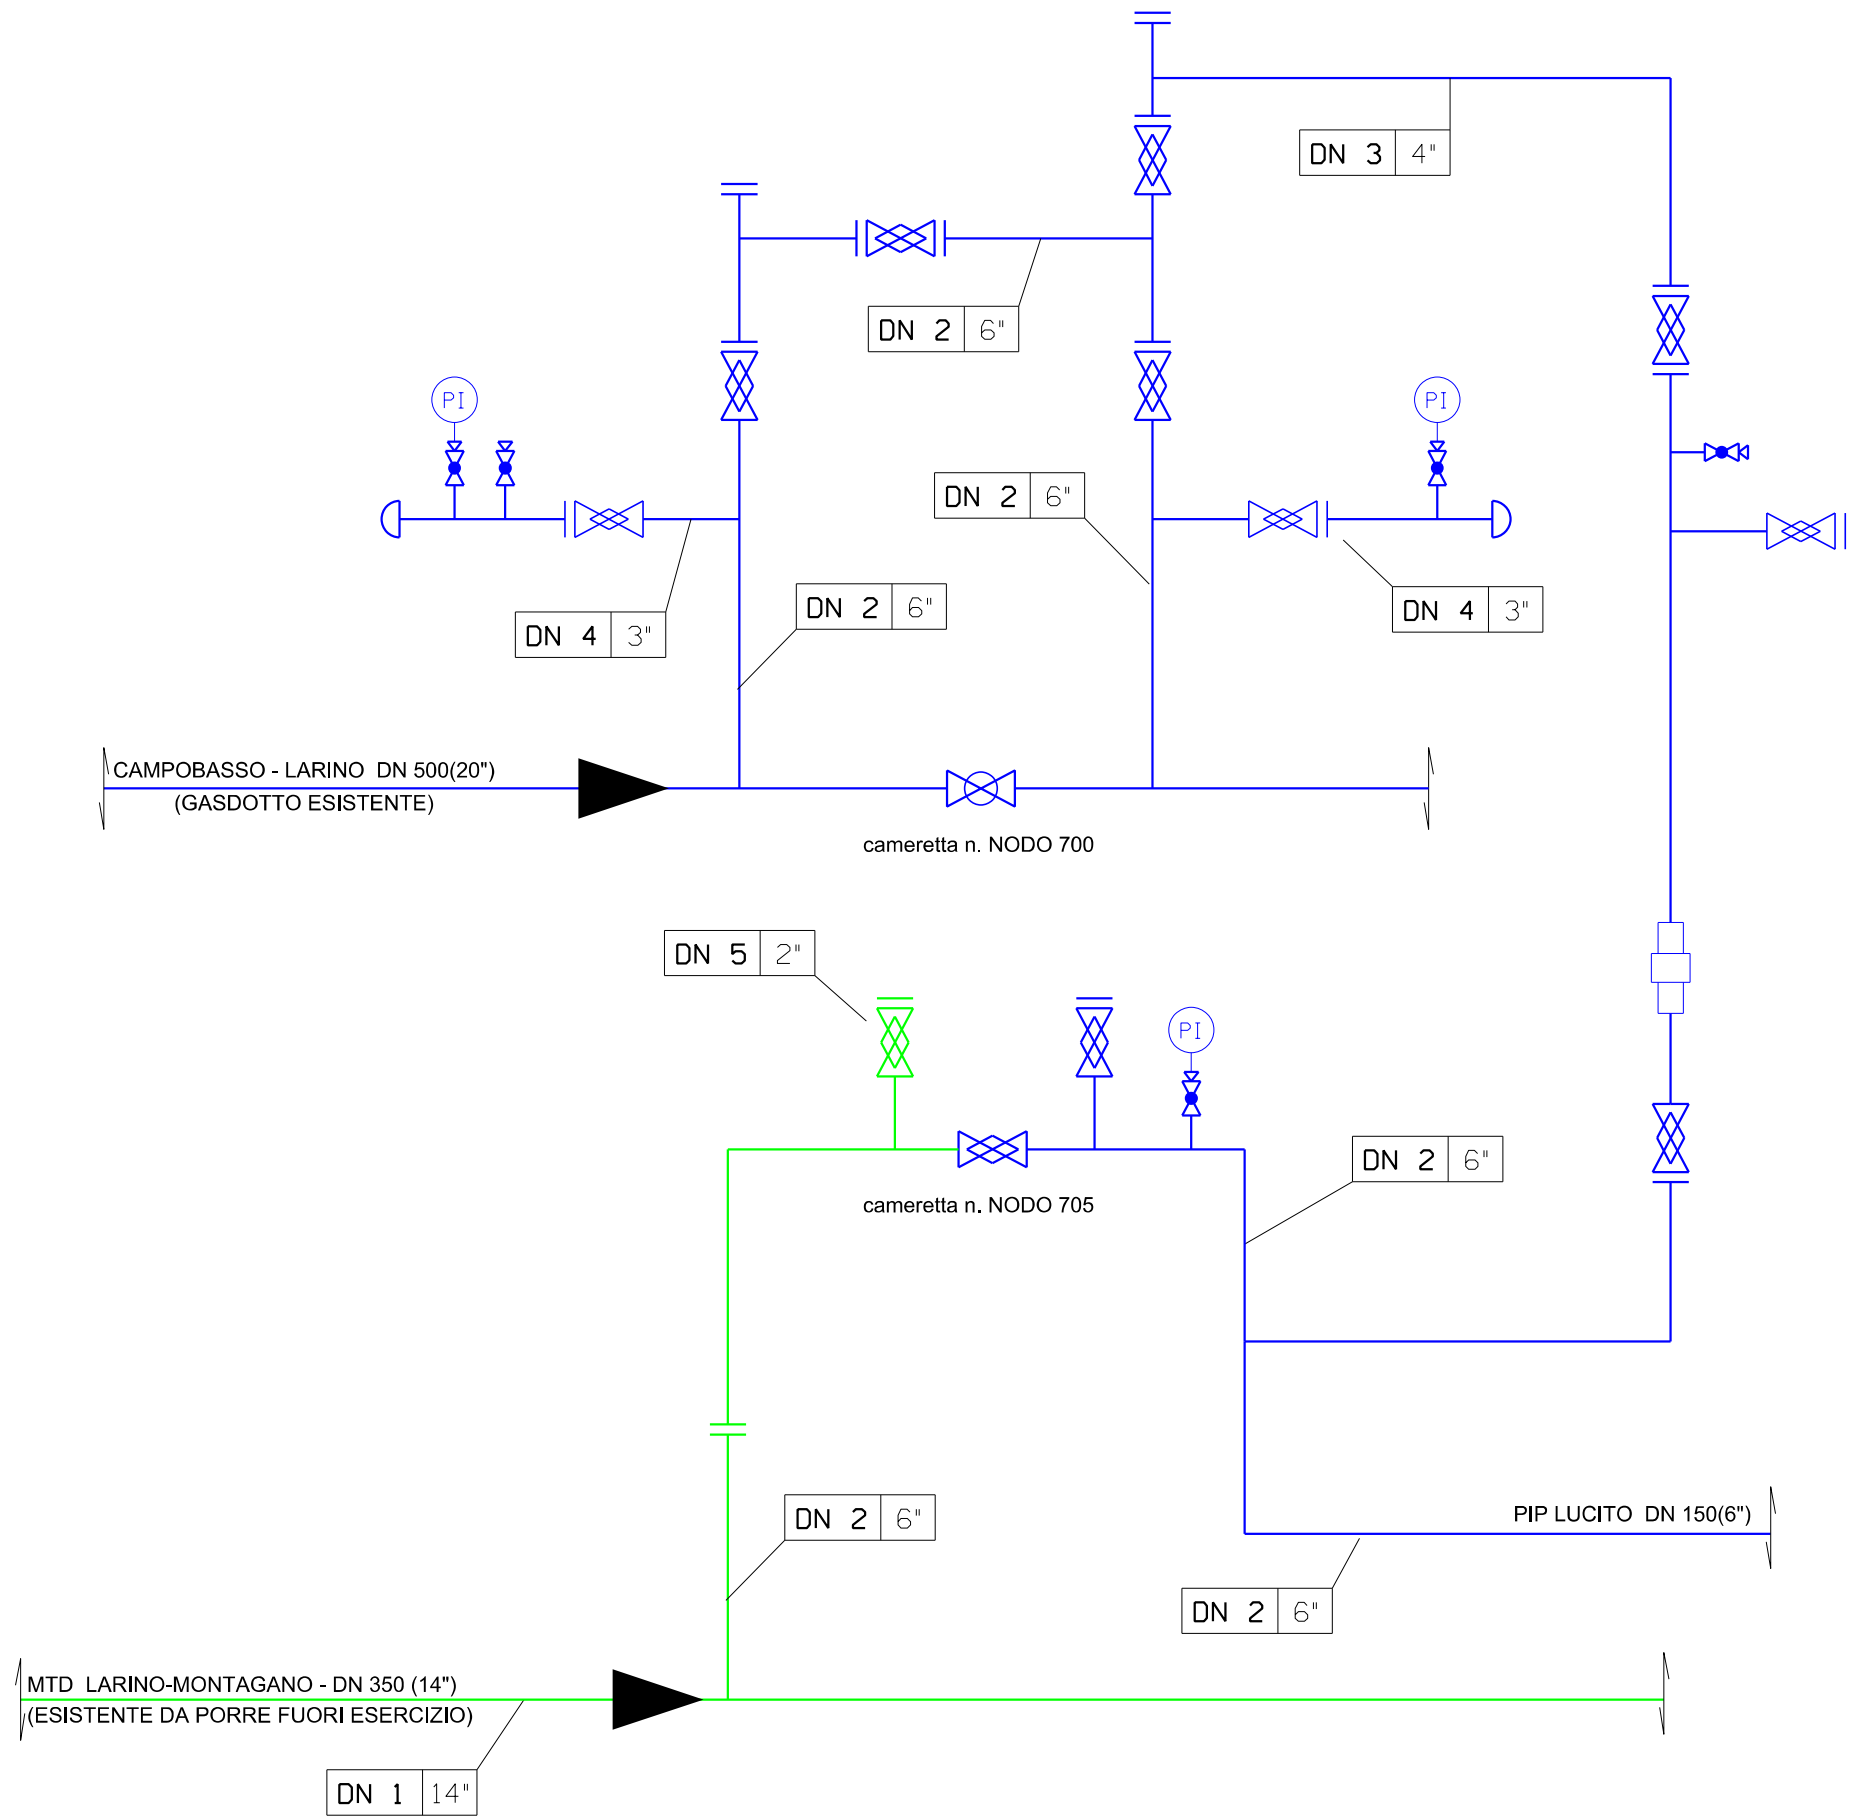 DN 3 4"
DN 2 6"
PI
PI
DN 2 6"
DN 2 6"
DN 4 3"
DN 4 3"
CAMPOBASSO - LARINO DN 500(20")
(GASDOTTO ESISTENTE)
cameretta n. NODO 700
DN 5 2"
PI
DN 2 6"
cameretta n. NODO 705
DN 2 6"
PIP LUCITO DN 150(6")
DN 2 6"
MTD LARINO-MONTAGANO - DN 350 (14")
(ESISTENTE DA PORRE FUORI ESERCIZIO)
DN 1 14"